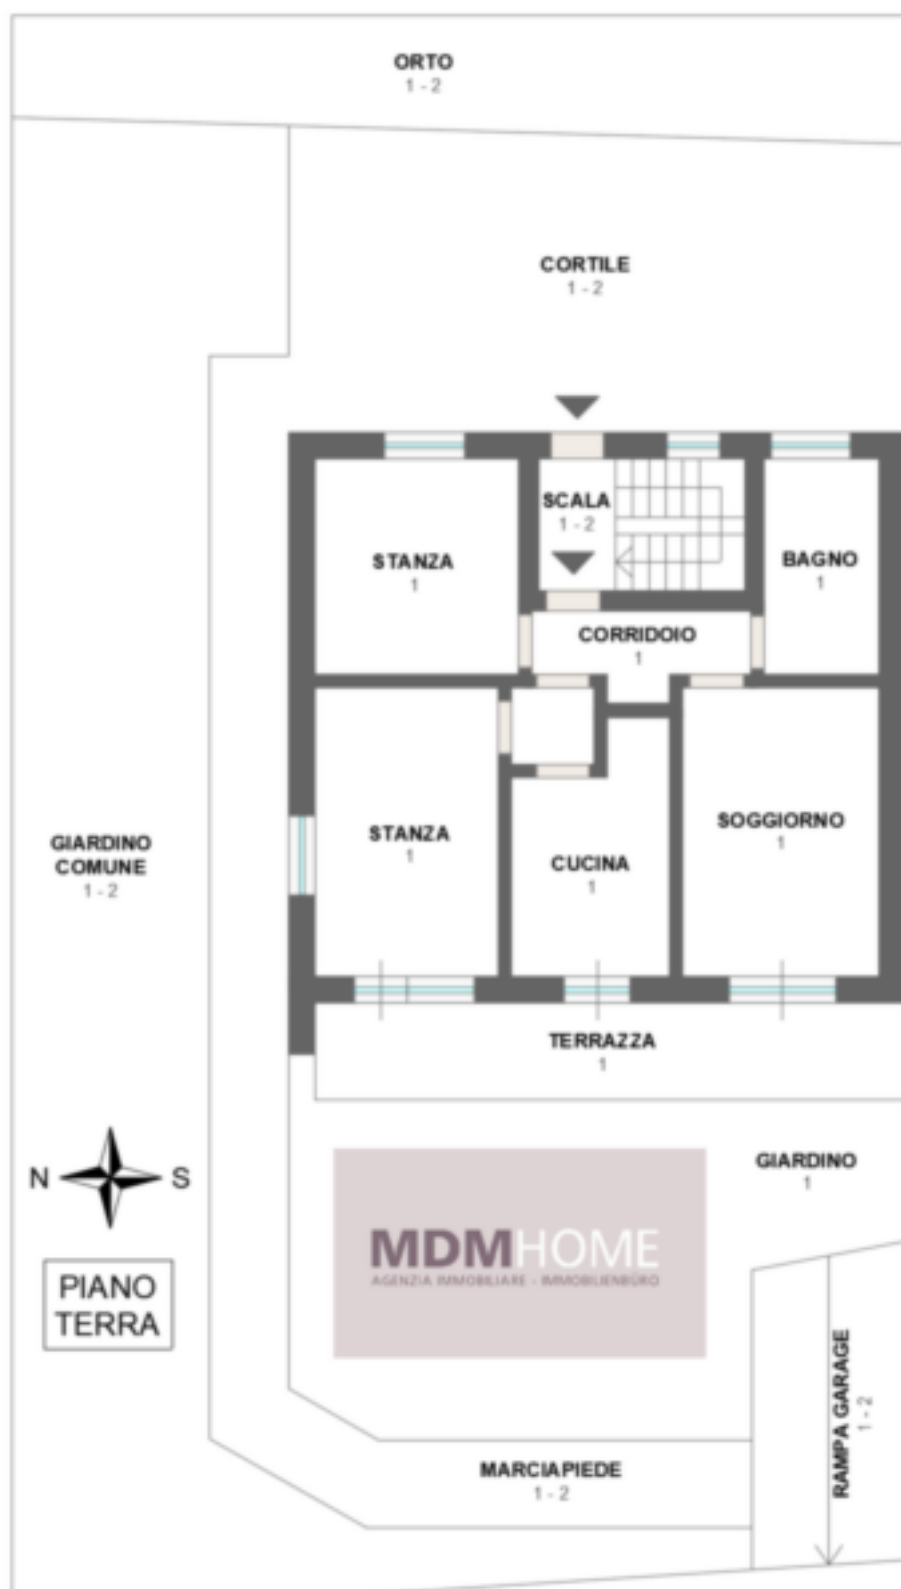 ORTO
1 - 2
CORTILE
1 - 2
SCALA
1 - 2
STANZA
1
BAGNO
1
CORRIDOIO
1
STANZA
1
CUCINA
1
SOGGIORNO
1
GIARDINO
COMUNE
1 - 2
TERRAZZA
1
GIARDINO
1
N S
PIANO
TERRA
MDMHOME
AGENZIA IMMOBILIARE - IMMOBILIENBÜRO
RAMPA GARAGE
1 - 2
MARCIAPIEDE
1 - 2